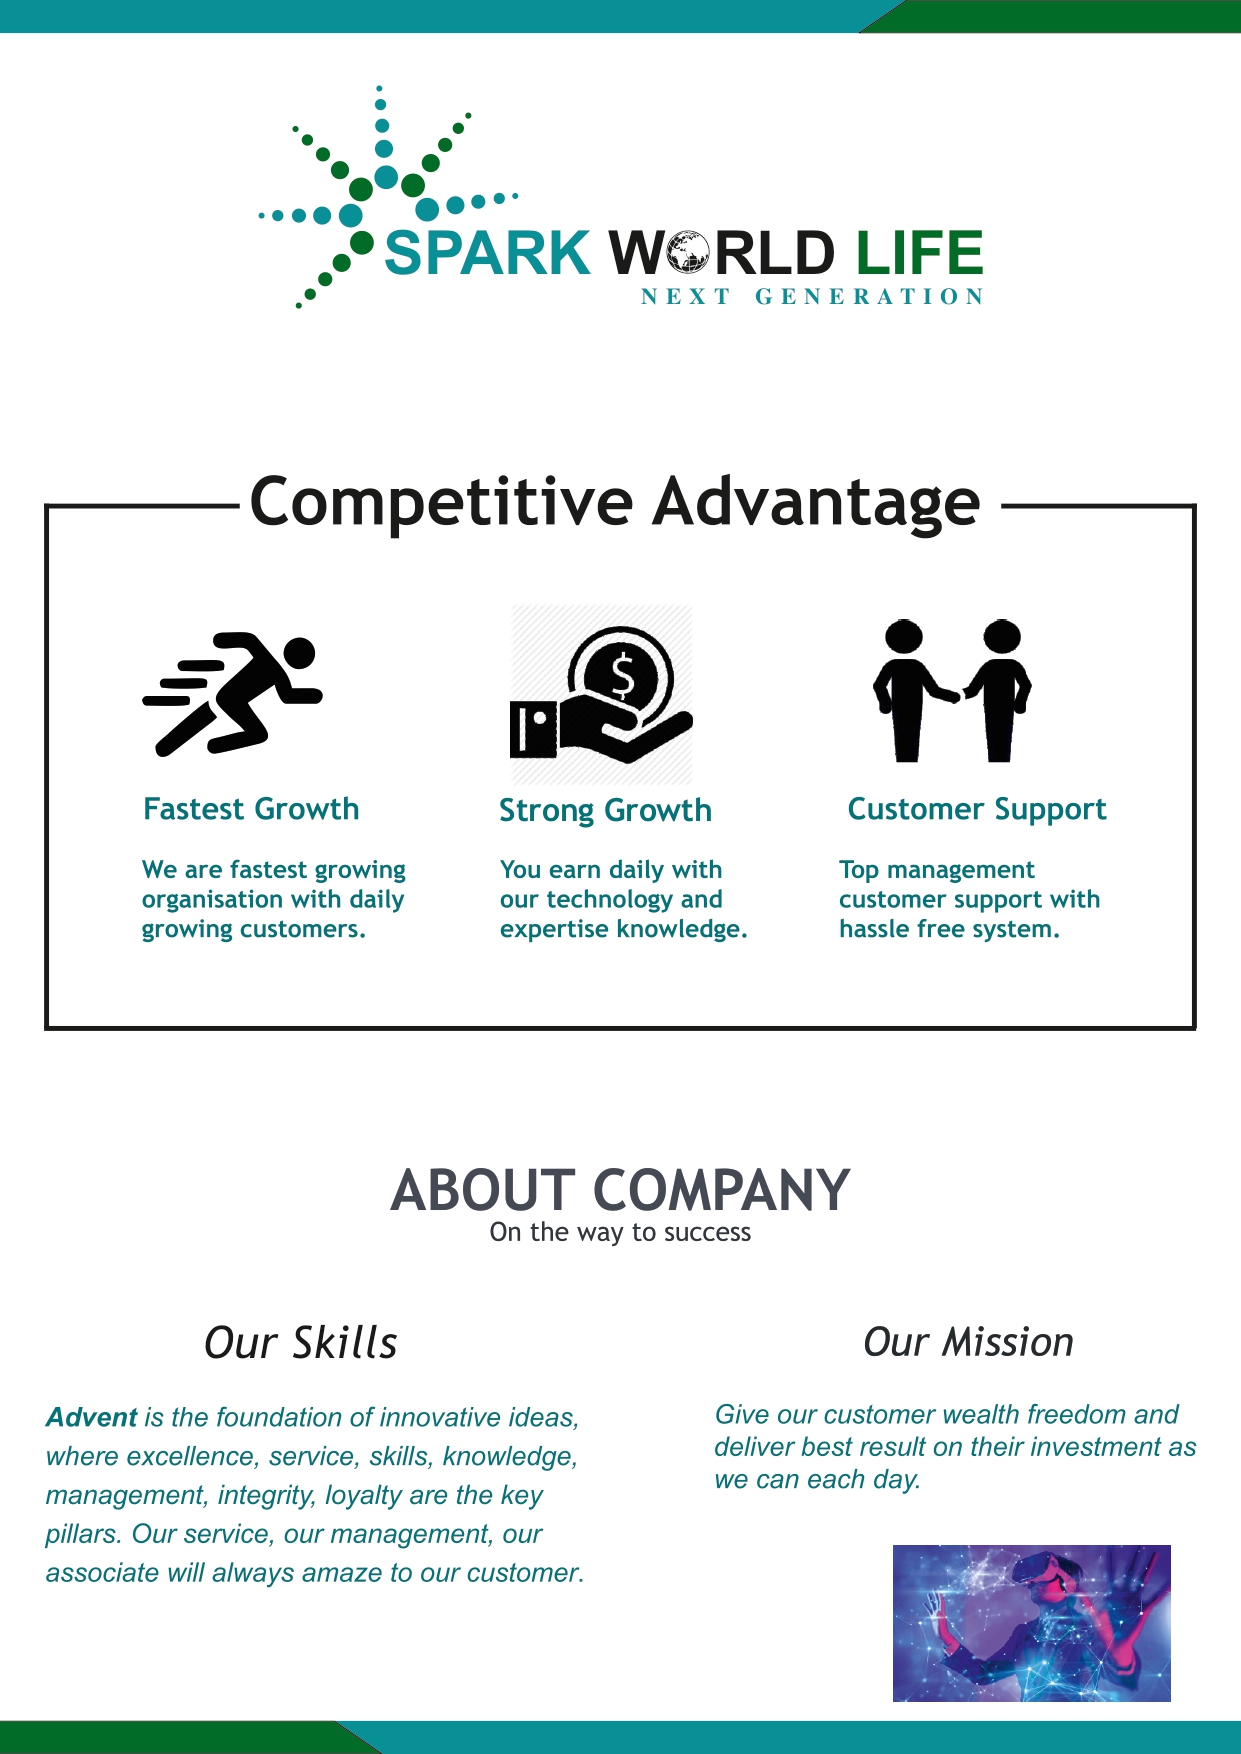 SPARK WORLD LIFE
NEXT GENERATION
Competitive Advantage
$
Fastest Growth
We are fastest growing
organisation with daily
growing customers.
Strong Growth
You earn daily with
our technology and
expertise knowledge.
Customer Support
Top management
customer support with
hassle free system.
ABOUT COMPANY
On the way to success
Our Skills
Advent is the foundation of innovative ideas,
where excellence, service, skills, knowledge,
management, integrity, loyalty are the key
pillars. Our service, our management, our
associate will always amaze to our customer.
Our Mission
Give our customer wealth freedom and
deliver best result on their investment as
we can each day.